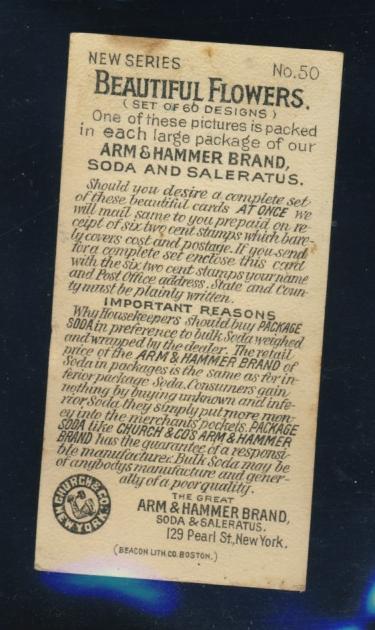 NEW SERIES No.50
BEAUTIFUL FLOWERS.
(SET OF 60 DESIGNS)
One of these pictures is packed
in each large package of our
ARM & HAMMER BRAND,
SODA AND SALERATUS.
Should you desire a complete set
of these beautiful cards AT ONCE we
will mail same to you prepaid on re-
ceipt of six two cent stamps which bare-
ly covers cost and postage. If you send
for a complete set enclose this card
with the six two cent stamps your name
and Post Office address. State and Coun-
ty must be plainly written.
IMPORTANT REASONS
Why Housekeepers should buy PACKAGE
SODA in preference to bulk Soda weighed
and wrapped by the dealer. The retail
price of the ARM & HAMMER BRAND of
Soda in packages is the same as for in-
ferior package Soda. Consumers gain
nothing by buying unknown and infe-
rior Soda they simply put more mon-
ey into the merchants pockets. PACKAGE
SODA like CHURCH & CO'S ARM & HAMMER
BRAND has the guarantee of a responsi-
ble manufacturer. Bulk Soda may be
of anybodys manufacture and gener-
ally of a poor quality.
CHURCH & CO.
NEW YORK
THE GREAT
ARM & HAMMER BRAND,
SODA & SALERATUS.
129 Pearl St, New York.
(BEACON LITH. CO. BOSTON.)